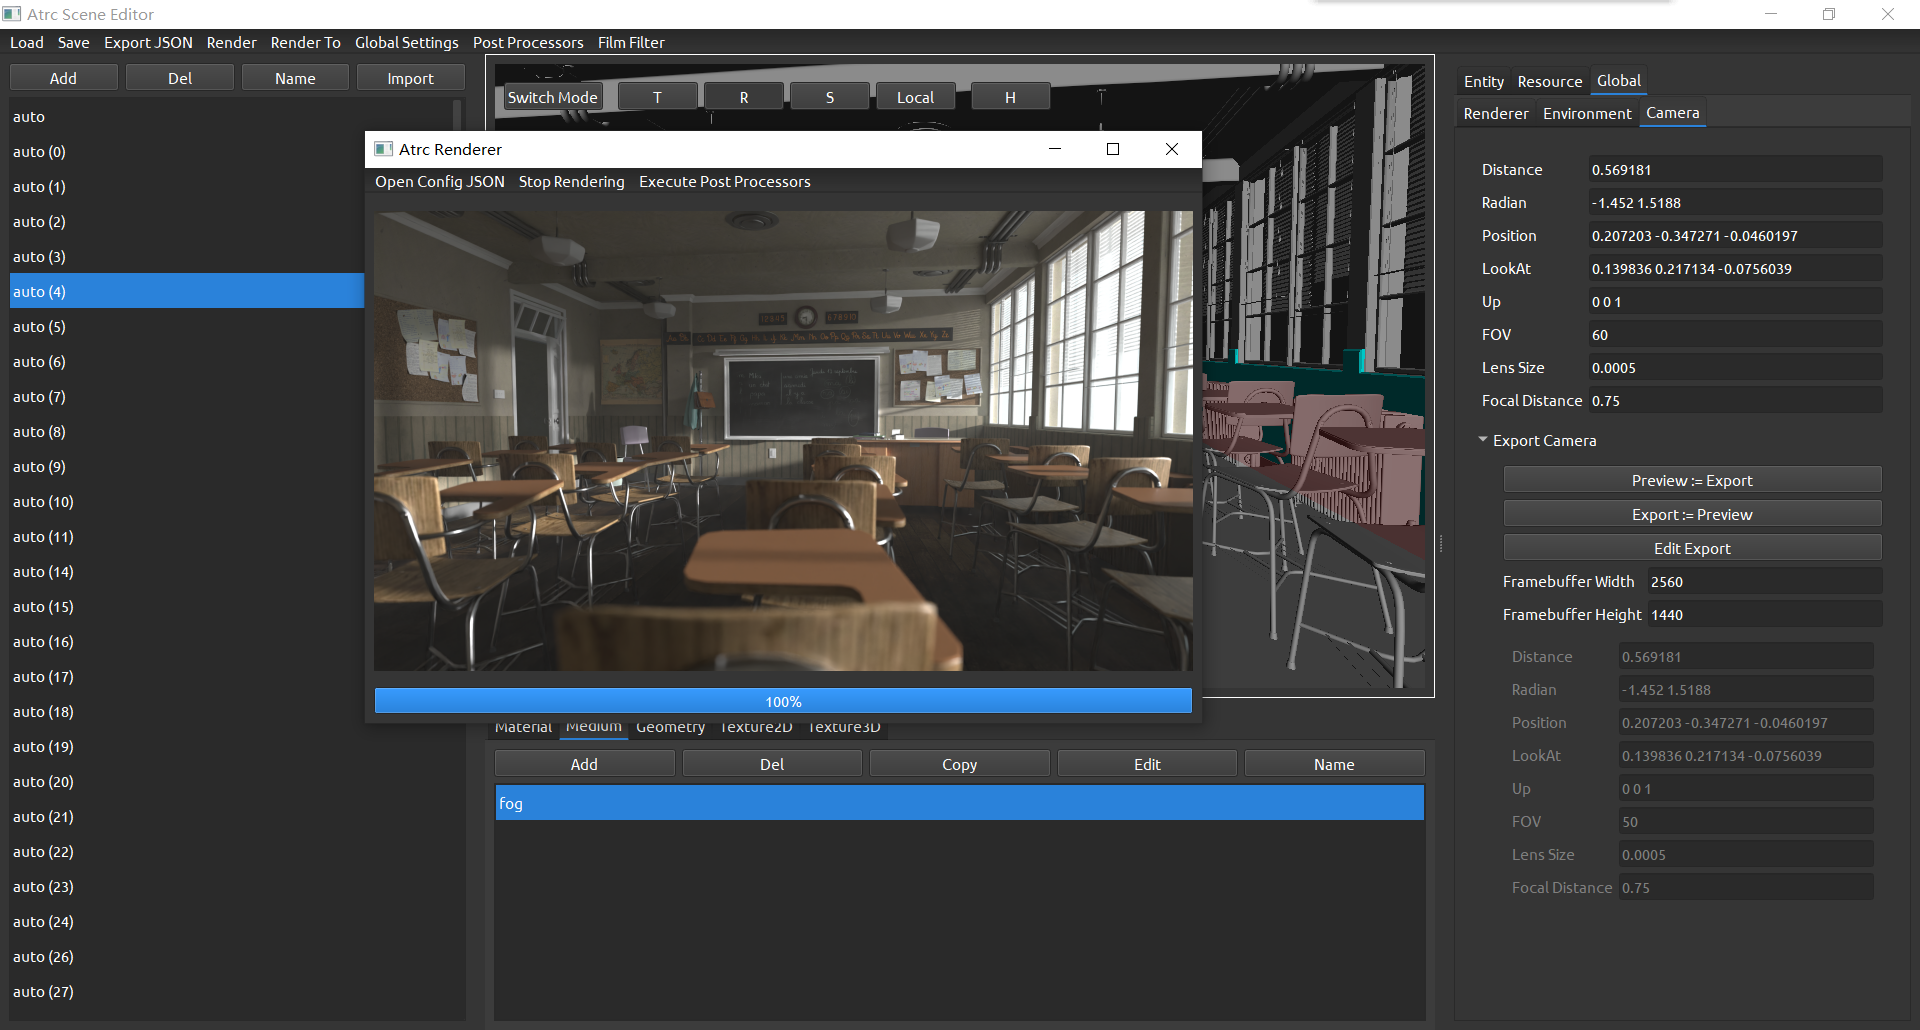 Atrc Scene Editor
Load Save Export JSON Render Render To Global Settings Post Processors Film Filter
Add Del Name Import
auto
auto (0)
auto (1)
auto (2)
auto (3)
auto (4)
auto (5)
auto (6)
auto (7)
auto (8)
auto (9)
auto (10)
auto (11)
auto (14)
auto (15)
auto (16)
auto (17)
auto (18)
auto (19)
auto (20)
auto (21)
auto (22)
auto (23)
auto (24)
auto (26)
auto (27)
Switch Mode T R S Local H
Atrc Renderer
Open Config JSON Stop Rendering Execute Post Processors
100%
Material Medium Geometry Texture2D Texture3D
Add Del Copy Edit Name
fog
Entity Resource Global
Renderer Environment Camera
Distance 0.569181
Radian -1.452 1.5188
Position 0.207203 -0.347271 -0.0460197
LookAt 0.139836 0.217134 -0.0756039
Up 0 0 1
FOV 60
Lens Size 0.0005
Focal Distance 0.75
Export Camera
Preview := Export
Export := Preview
Edit Export
Framebuffer Width 2560
Framebuffer Height 1440
Distance 0.569181
Radian -1.452 1.5188
Position 0.207203 -0.347271 -0.0460197
LookAt 0.139836 0.217134 -0.0756039
Up 0 0 1
FOV 50
Lens Size 0.0005
Focal Distance 0.75